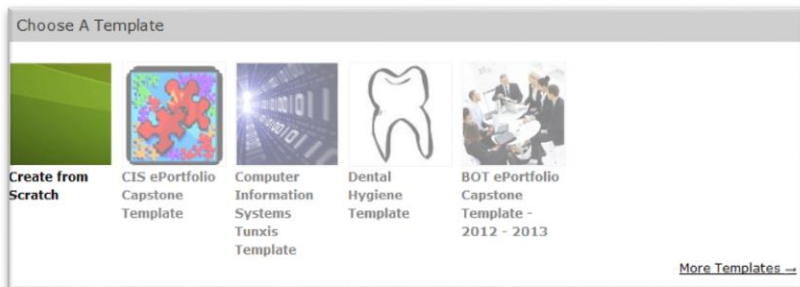 Choose A Template
Create from
Scratch
CIS ePortfolio
Capstone
Template
Computer
Information
Systems
Tunxis
Template
Dental
Hygiene
Template
BOT ePortfolio
Capstone
Template -
2012 - 2013
More Templates →